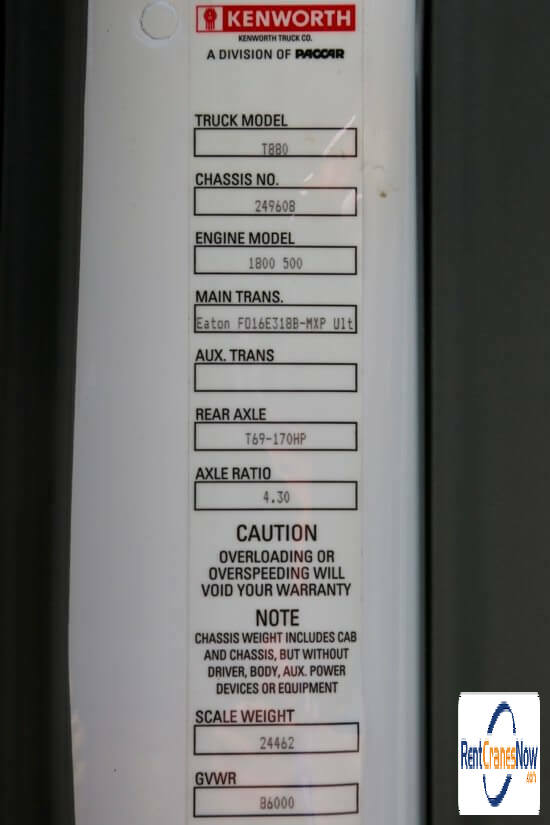 KENWORTH
KENWORTH TRUCK CO.
A DIVISION OF PACCAR
TRUCK MODEL
T880
CHASSIS NO.
249608
ENGINE MODEL
1800 500
MAIN TRANS.
Eaton FO16E318B-MXP Ult
AUX. TRANS
REAR AXLE
T69-170HP
AXLE RATIO
4.30
CAUTION
OVERLOADING OR
OVERSPEEDING WILL
VOID YOUR WARRANTY
NOTE
CHASSIS WEIGHT INCLUDES CAB
AND CHASSIS, BUT WITHOUT
DRIVER, BODY, AUX. POWER
DEVICES OR EQUIPMENT
SCALE WEIGHT
24462
GVWR
86000
RentCranesNow
.com